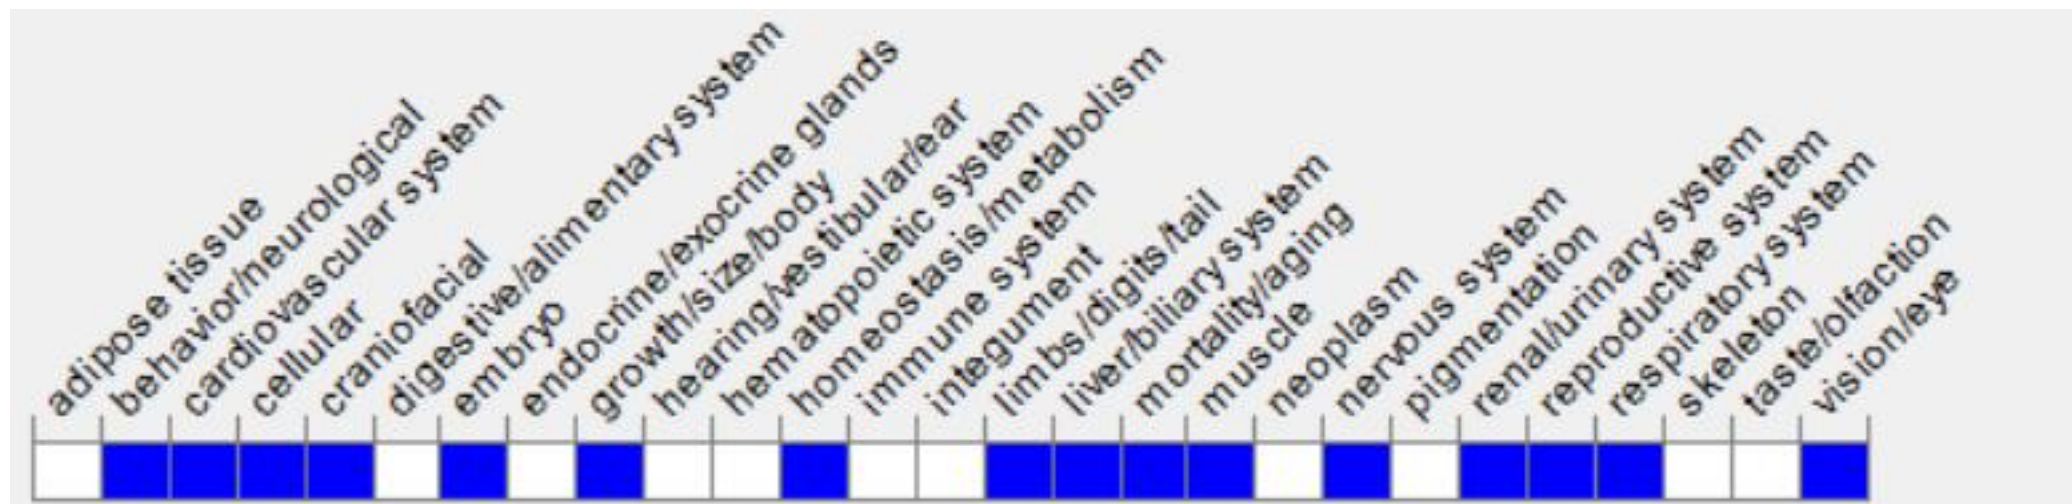 adipose tissue
behavior/neurological
cardiovascular system
cellular
craniofacial
digestive/alimentary system
embryo
endocrine/exocrine glands
growth/size/body
hearing/vestibular/ear
hematopoietic system
homeostasis/metabolism
immune system
integument
limbs/digits/tail
liver/biliary system
mortality/aging
muscle
neoplasm
nervous system
pigmentation
renal/urinary system
reproductive system
respiratory system
skeleton
taste/olfaction
vision/eye